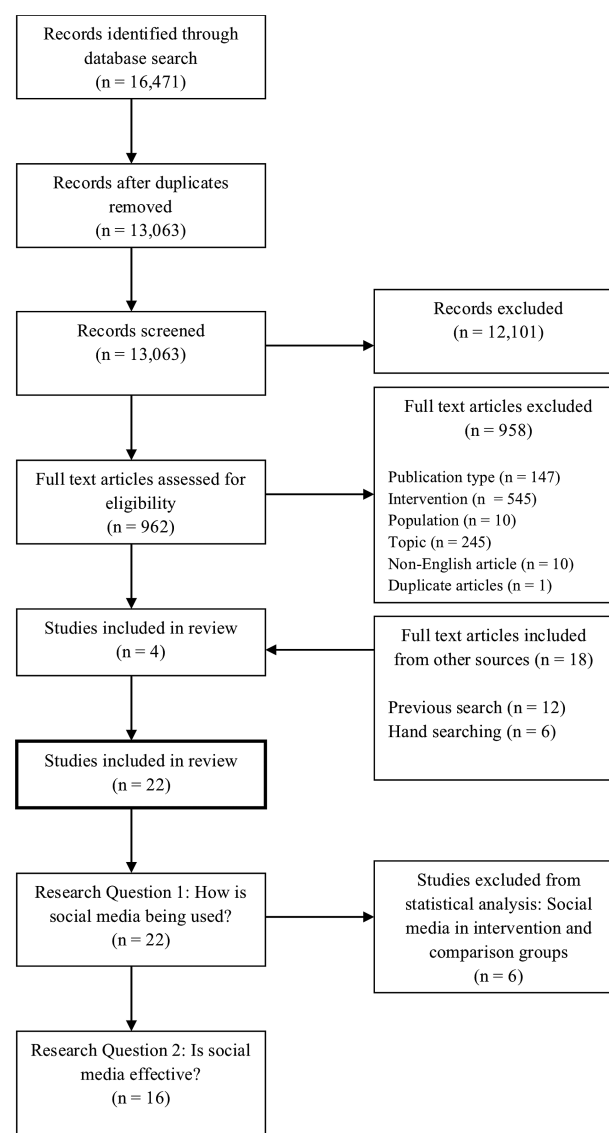 Records identified through
database search
(n = 16,471)
Records after duplicates
removed
(n = 13,063)
Records screened
(n = 13,063)
Records excluded
(n = 12,101)
Full text articles assessed for
eligibility
(n = 962)
Full text articles excluded
(n = 958)
Publication type (n = 147)
Intervention (n  = 545)
Population (n = 10)
Topic (n = 245)
Non-English article (n = 10)
Duplicate articles (n = 1)
Studies included in review
(n = 4)
Full text articles included
from other sources (n = 18)
Previous search (n = 12)
Hand searching (n = 6)
Studies included in review
(n = 22)
Research Question 1: How is
social media being used?
(n = 22)
Studies excluded from
statistical analysis: Social
media in intervention and
comparison groups
(n = 6)
Research Question 2: Is social
media effective?
(n = 16)